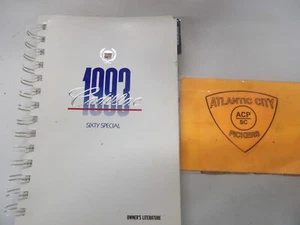 1993
Cadillac
SIXTY SPECIAL
OWNER'S LITERATURE
ATLANTIC CITY
ACP
SC
PICKERS